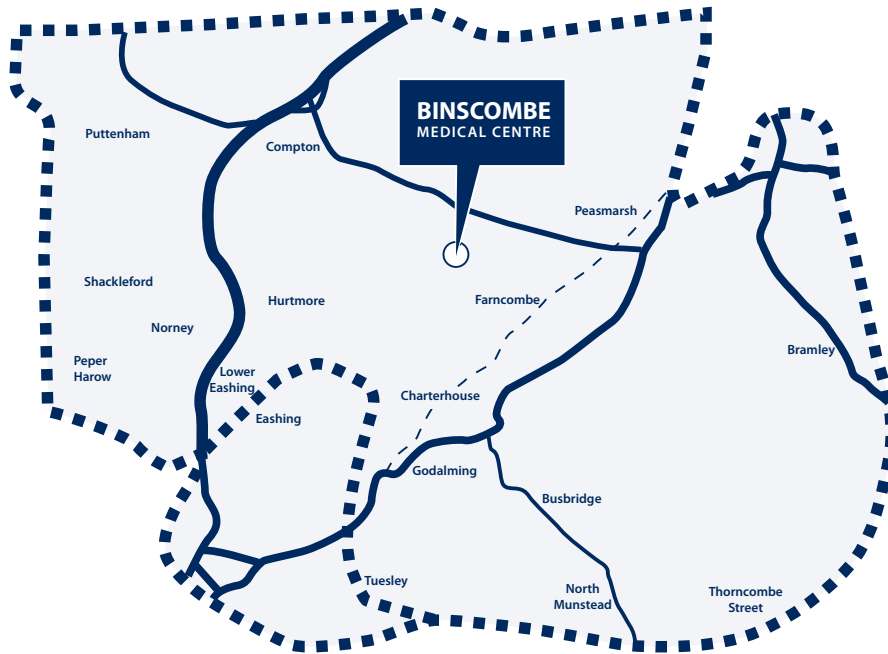 BINSCOMBE
MEDICAL CENTRE
Puttenham
Compton
Peasmarsh
Shackleford
Hurtmore
Farncombe
Norney
Bramley
Peper
Harow
Lower
Eashing
Charterhouse
Eashing
Godalming
Busbridge
Tuesley
North
Munstead
Thorncombe
Street